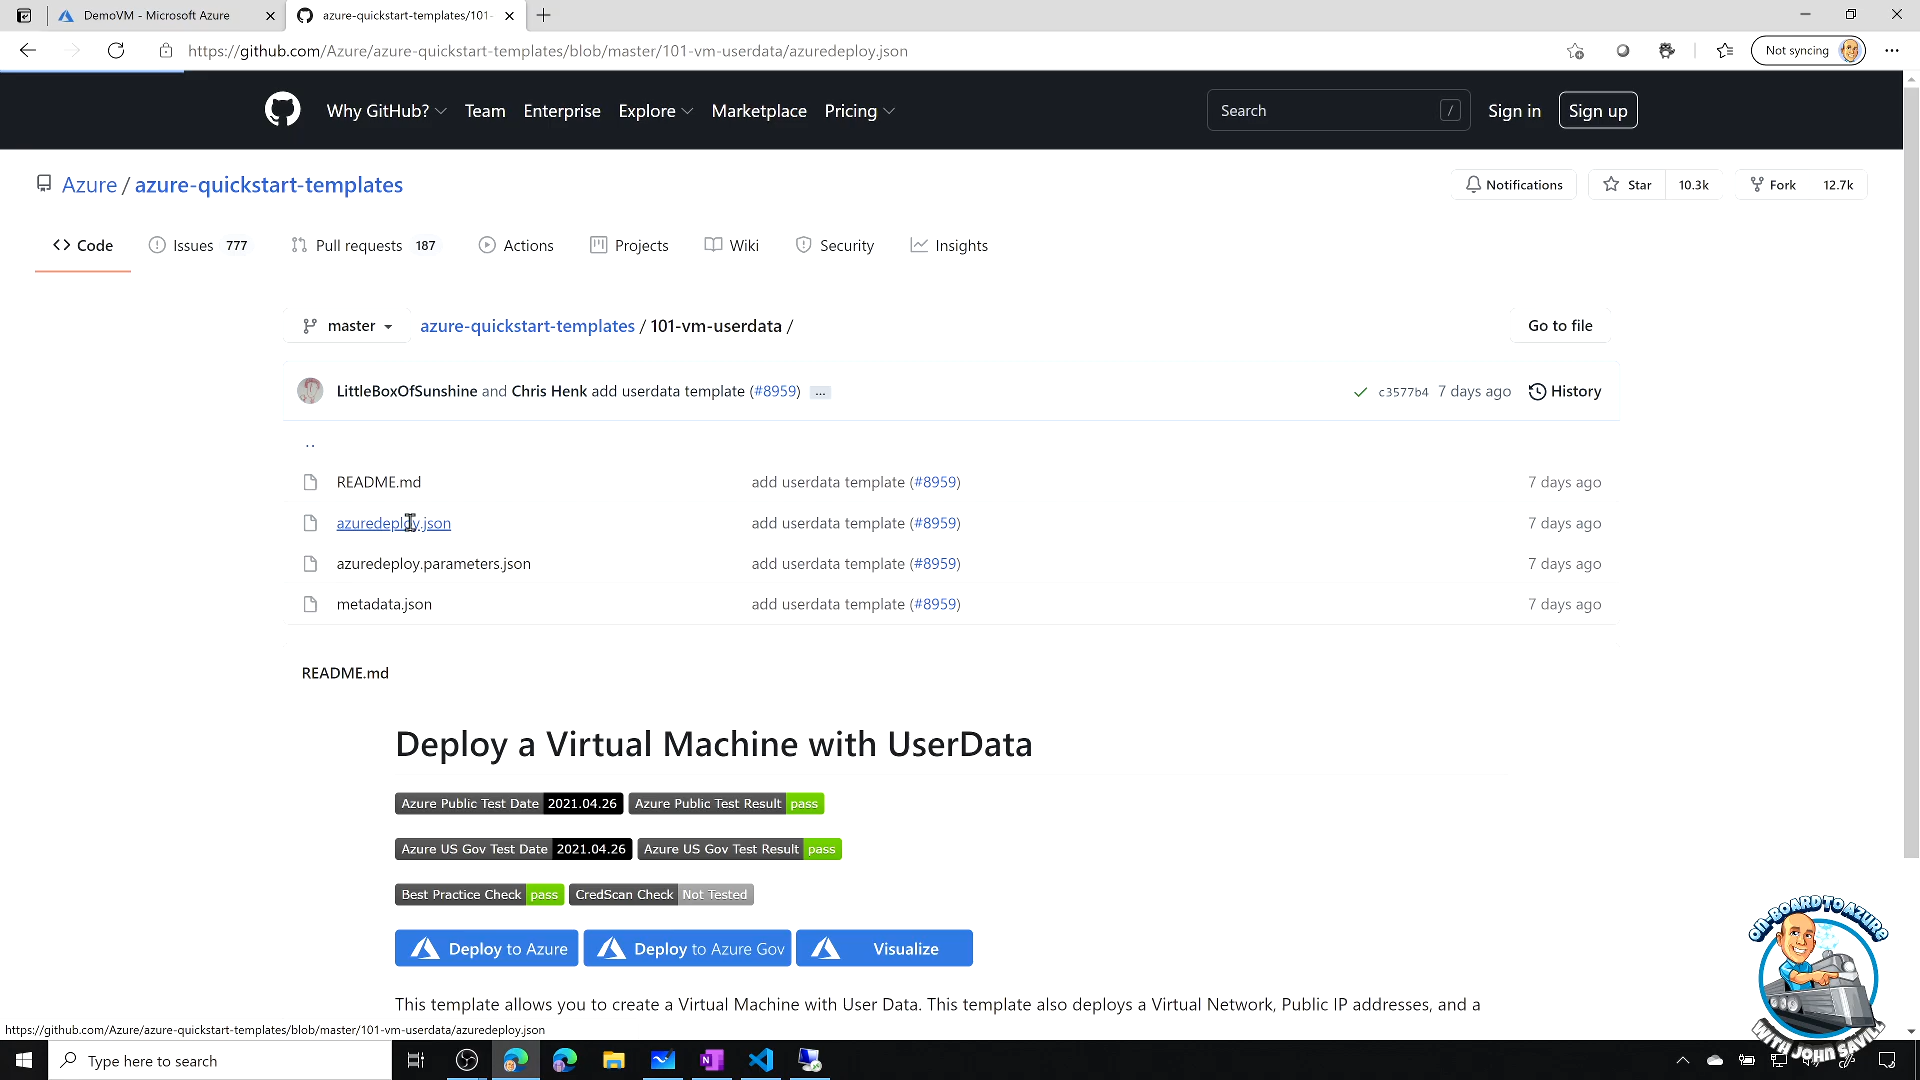 DemoVM - Microsoft Azure
azure-quickstart-templates/101-
https://github.com/Azure/azure-quickstart-templates/blob/master/101-vm-userdata/azuredeploy.json
Not syncing
Why GitHub?
Team
Enterprise
Explore
Marketplace
Pricing
Search
/
Sign in
Sign up
Azure / azure-quickstart-templates
Notifications
Star
10.3k
Fork
12.7k
Code
Issues 777
Pull requests 187
Actions
Projects
Wiki
Security
Insights
master
azure-quickstart-templates / 101-vm-userdata /
Go to file
LittleBoxOfSunshine and Chris Henk add userdata template (#8959) ...
c3577b4 7 days ago
History
..
README.md add userdata template (#8959) 7 days ago
azuredeploy.json add userdata template (#8959) 7 days ago
azuredeploy.parameters.json add userdata template (#8959) 7 days ago
metadata.json add userdata template (#8959) 7 days ago
README.md
Deploy a Virtual Machine with UserData
Azure Public Test Date 2021.04.26 Azure Public Test Result pass
Azure US Gov Test Date 2021.04.26 Azure US Gov Test Result pass
Best Practice Check pass CredScan Check Not Tested
Deploy to Azure Deploy to Azure Gov Visualize
This template allows you to create a Virtual Machine with User Data. This template also deploys a Virtual Network, Public IP addresses, and a
https://github.com/Azure/azure-quickstart-templates/blob/master/101-vm-userdata/azuredeploy.json
ON-BOARD TO AZURE
WITH JOHN SAVILL
Type here to search